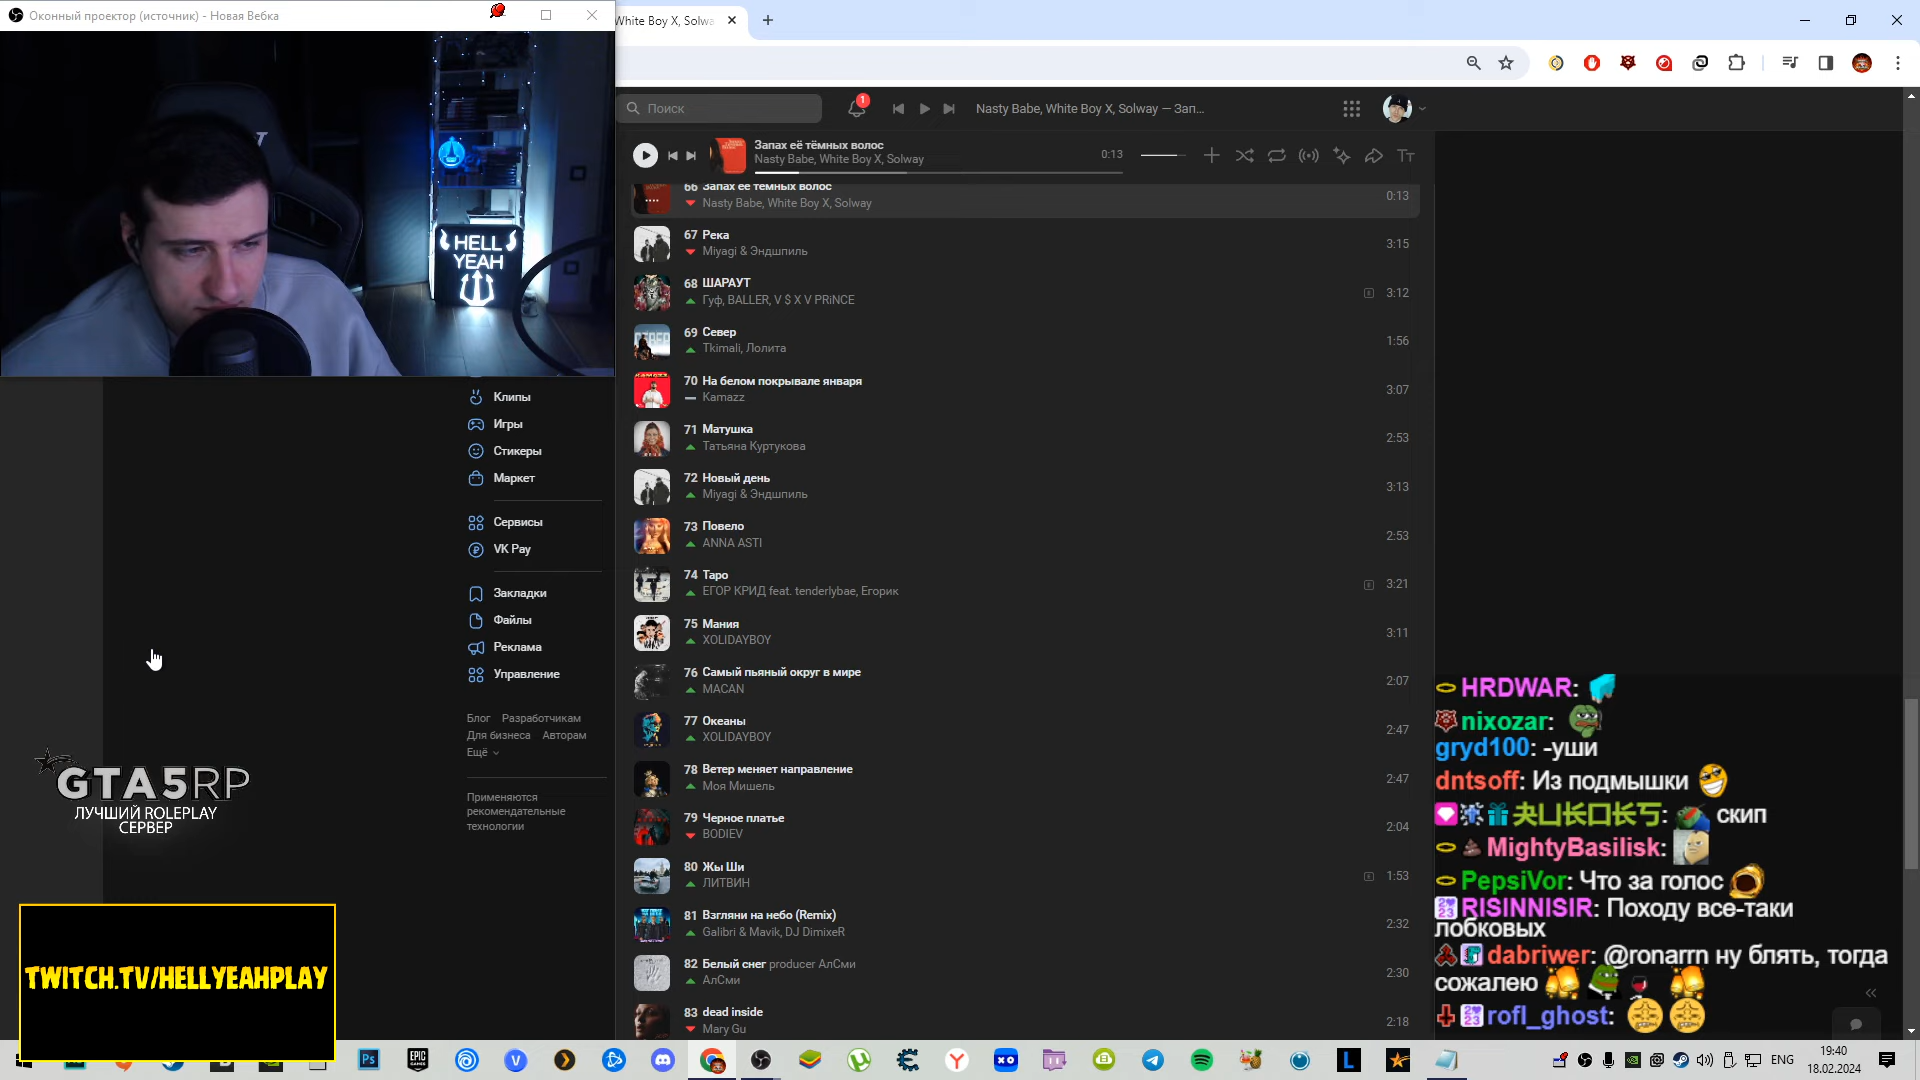 Оконный проектор (источник) - Новая Вебка
White Boy X, Solwa
HELL
YEAH
Поиск
1
Nasty Babe, White Boy X, Solway — Зап...
Запах её тёмных волос
Nasty Babe, White Boy X, Solway
0:13
66 Запах её тёмных волос
Nasty Babe, White Boy X, Solway
0:13
67 Река
Miyagi & Эндшпиль
3:15
68 ШАРАУТ
Гуф, BALLER, V $ X V PRiNCE
3:12
69 Север
Tkimali, Лолита
1:56
70 На белом покрывале января
Kamazz
3:07
71 Матушка
Татьяна Куртукова
2:53
72 Новый день
Miyagi & Эндшпиль
3:13
73 Повело
ANNA ASTI
2:53
74 Таро
ЕГОР КРИД feat. tenderlybae, Егорик
3:21
75 Мания
XOLIDAYBOY
3:11
76 Самый пьяный округ в мире
MACAN
2:07
77 Океаны
XOLIDAYBOY
2:47
78 Ветер меняет направление
Моя Мишель
2:47
79 Черное платье
BODIEV
2:04
80 Жы Ши
ЛИТВИН
1:53
81 Взгляни на небо (Remix)
Galibri & Mavik, DJ DimixeR
2:32
82 Белый снег producer АлСми
АлСми
2:30
83 dead inside
Mary Gu
2:18
Клипы
Игры
Стикеры
Маркет
Сервисы
VK Pay
Закладки
Файлы
Реклама
Управление
Блог Разработчикам
Для бизнеса Авторам
Ещё
Применяются
рекомендательные
технологии
GTA5RP
ЛУЧШИЙ ROLEPLAY
СЕРВЕР
TWITCH.TV/HELLYEAHPLAY
HRDWAR:
nixozar:
gryd100: -уши
dntsoff: Из подмышки
скип
MightyBasilisk:
PepsiVor: Что за голос
RISINNISIR: Походу все-таки
лобковых
dabriwer: @ronarrn ну блять, тогда
сожалею
rofl_ghost:
ENG
19:40
18.02.2024